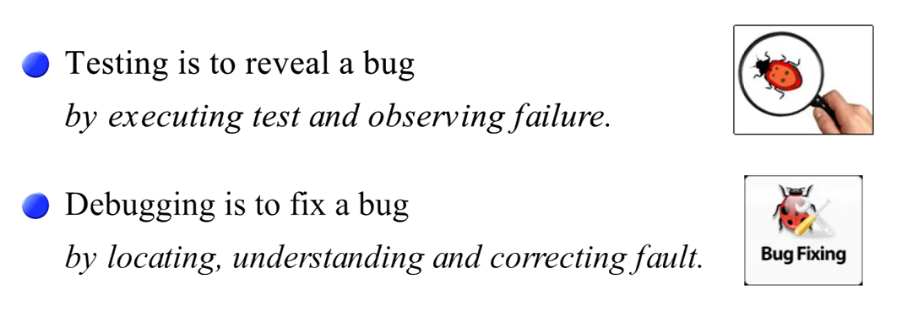 Testing is to reveal a bug
by executing test and observing failure.
Debugging is to fix a bug
by locating, understanding and correcting fault.
Bug Fixing